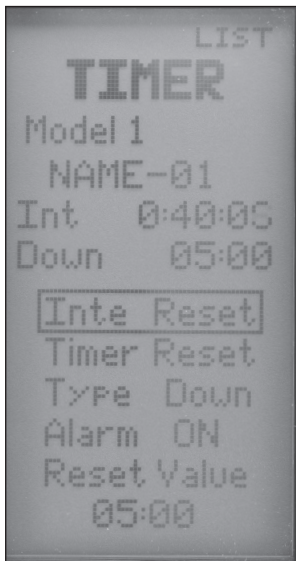 LIST
TIMER
Model 1
NAME-01
Int 0:40:05
Down 05:00
Inte Reset
Timer Reset
Type Down
Alarm ON
Reset Value
05:00